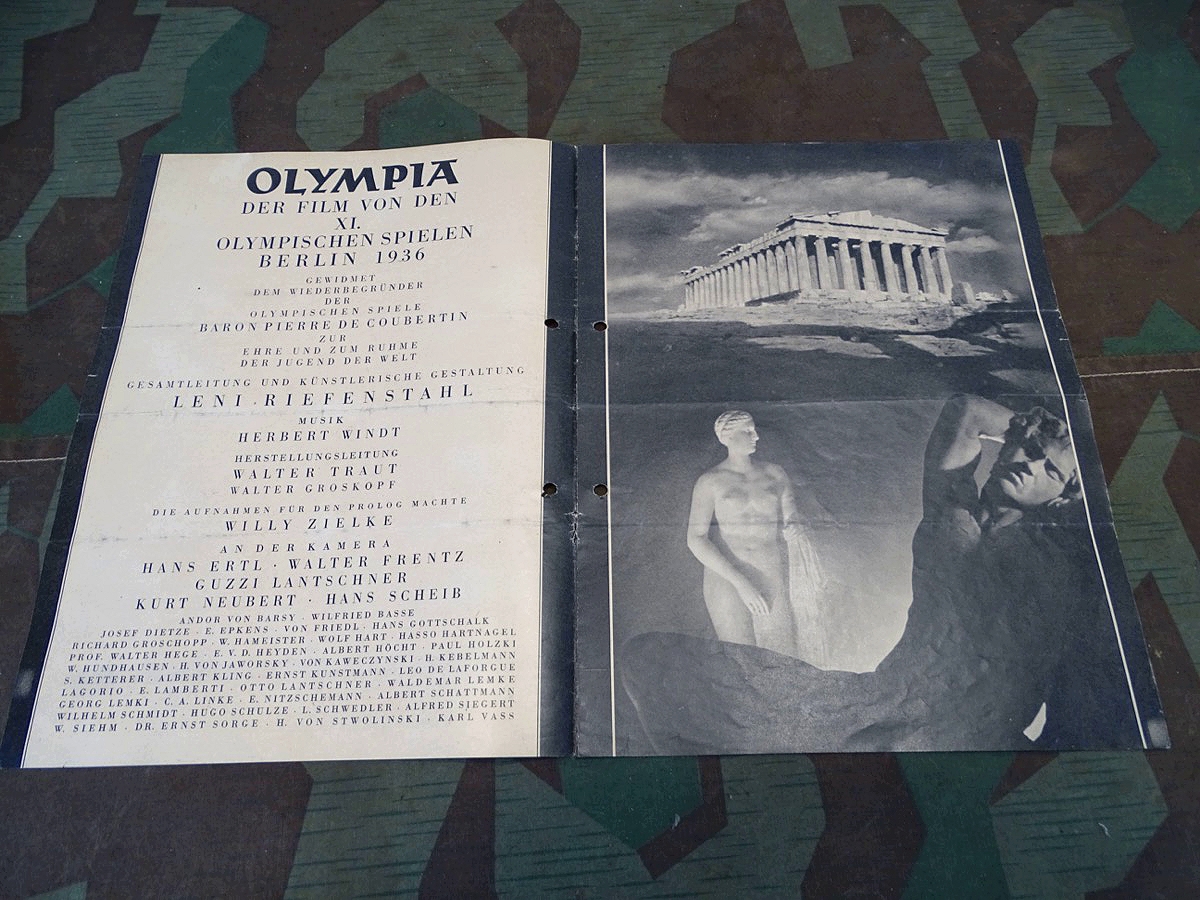 OLYMPIA
DER FILM VON DEN
XI.
OLYMPISCHEN SPIELEN
BERLIN 1936
GEWIDMET
DEM WIEDERBEGRÜNDER
DER
OLYMPISCHEN SPIELE
BARON PIERRE DE COUBERTIN
ZUR
EHRE UND ZUM RUHME
DER JUGEND DER WELT
GESAMTLEITUNG UND KÜNSTLERISCHE GESTALTUNG
LENI RIEFENSTAHL
MUSIK
HERBERT WINDT
HERSTELLUNGSLEITUNG
WALTER TRAUT
WALTER GROSKOPF
DIE AUFNAHMEN FÜR DEN PROLOG MACHTE
WILLY ZIELKE
AN DER KAMERA
HANS ERTL · WALTER FRENTZ
GUZZI LANTSCHNER
KURT NEUBERT · HANS SCHEIB
ANDOR VON BARSY · WILFRIED BASSE
JOSEF DIETZE · E. EPKENS · VON FRIEDL · HANS GOTTSCHALK
RICHARD GROSCHOPP · W. HAMEISTER · WOLF HART · HASSO HARTNAGEL
PROF. WALTER HEGE · E. V. D. HEYDEN · ALBERT HÖCHT · PAUL HOLZKI
W. HUNDHAUSEN · H. VON JAWORSKY · VON KAWECZYNSKI · H. KEBELMANN
S. KETTERER · ALBERT KLING · ERNST KUNSTMANN · LEO DE LAFORGUE
LAGORIO · E. LAMBERTI · OTTO LANTSCHNER · WALDEMAR LEMKE
GEORG LEMKI · C. A. LINKE · E. NITZSCHEMANN · ALBERT SCHATTMANN
WILHELM SCHMIDT · HUGO SCHULZE · L. SCHWEDLER · ALFRED SIEGERT
W. SIEHM · DR. ERNST SORGE · H. VON STWOLINSKI · KARL VASS